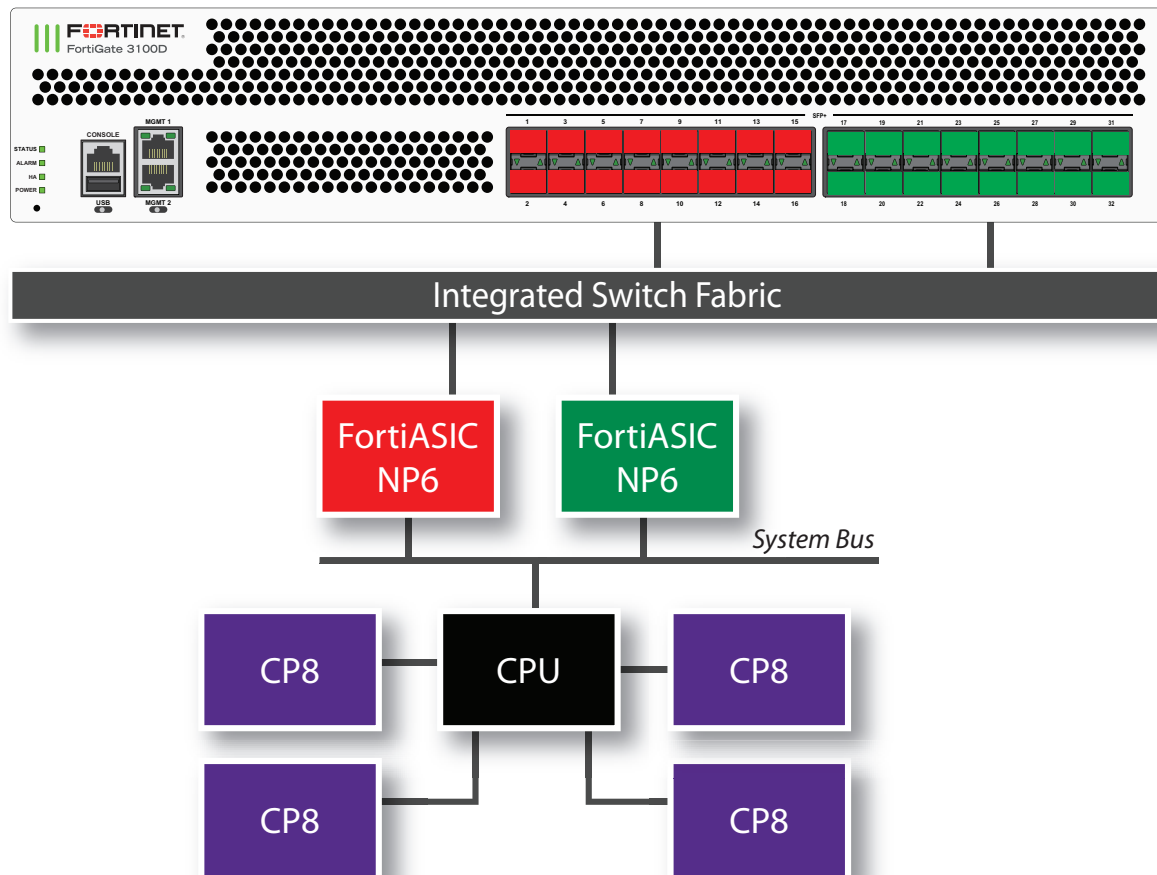 FORTINET
FortiGate 3100D
MGMT 1
CONSOLE
STATUS
ALARM
HA
POWER
USB
MGMT 2
SFP+
1 3 5 7 9 11 13 15 17 19 21 23 25 27 29 31
2 4 6 8 10 12 14 16 18 20 22 24 26 28 30 32
Integrated Switch Fabric
FortiASIC
NP6
FortiASIC
NP6
System Bus
CP8
CPU
CP8
CP8
CP8